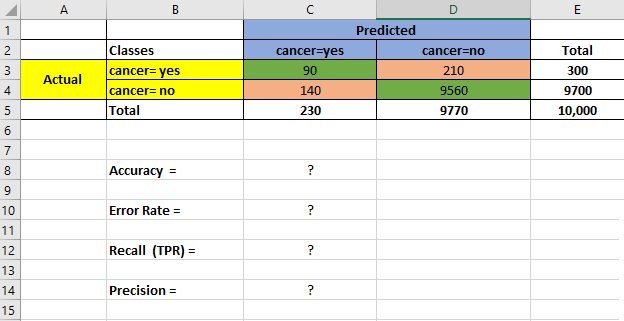 A B C D E
1 Predicted
2 Classes cancer=yes cancer=no Total
3 Actual cancer= yes 90 210 300
4 cancer= no 140 9560 9700
5 Total 230 9770 10,000
6
7
8 Accuracy = ?
9
10 Error Rate = ?
11
12 Recall (TPR) = ?
13
14 Precision = ?
15